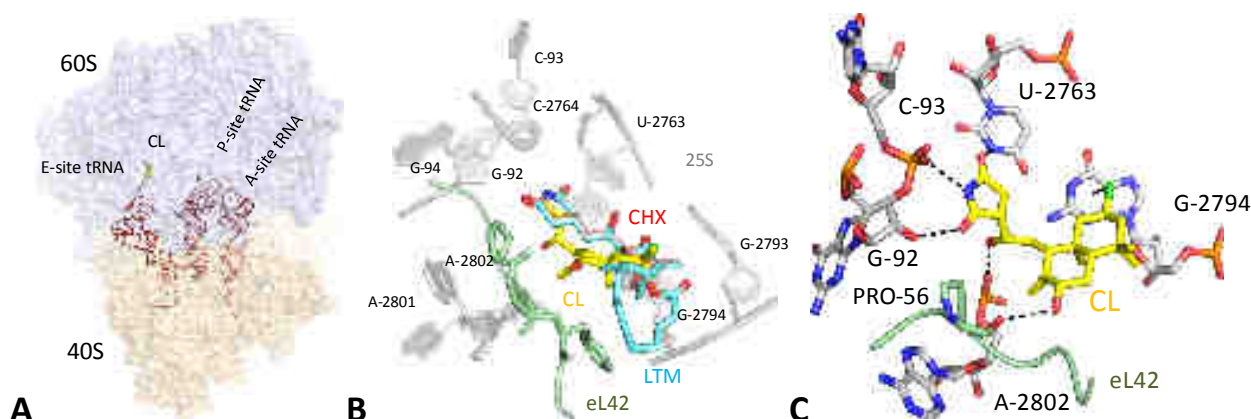 60S
CL
E-site tRNA
P-site tRNA
A-site tRNA
40S
A
C-93
C-2764
U-2763
25S
G-94
G-92
CHX
A-2802
G-2793
A-2801
CL
G-2794
LTM
eL42
B
C-93
U-2763
G-2794
G-92
PRO-56
CL
eL42
A-2802
C